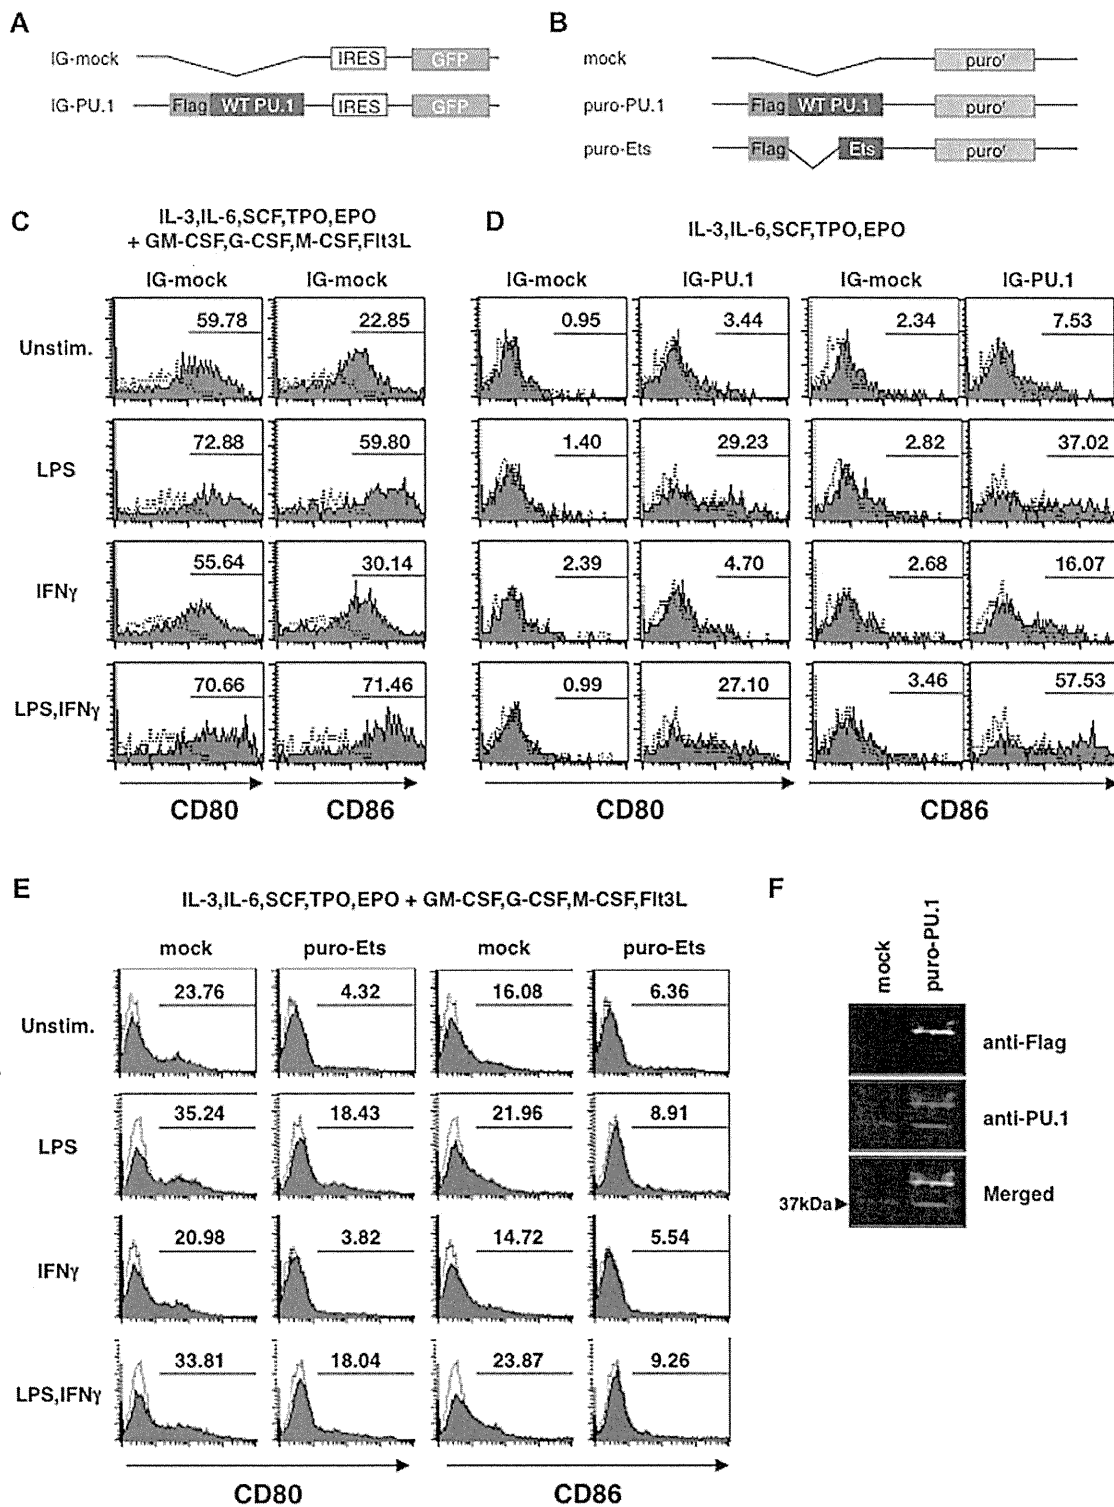 A
IG-mock IRES GFP
IG-PU.1 Flag WT PU.1 IRES GFP
B
mock puroʳ
puro-PU.1 Flag WT PU.1 puroʳ
puro-Ets Flag Ets puroʳ
C
IL-3,IL-6,SCF,TPO,EPO
+ GM-CSF,G-CSF,M-CSF,Flt3L
IG-mock IG-mock
Unstim. 59.78 22.85
LPS 72.88 59.80
IFNγ 55.64 30.14
LPS,IFNγ 70.66 71.46
CD80 CD86
D
IL-3,IL-6,SCF,TPO,EPO
IG-mock IG-PU.1 IG-mock IG-PU.1
0.95 3.44 2.34 7.53
1.40 29.23 2.82 37.02
2.39 4.70 2.68 16.07
0.99 27.10 3.46 57.53
CD80 CD86
E
IL-3,IL-6,SCF,TPO,EPO + GM-CSF,G-CSF,M-CSF,Flt3L
mock puro-Ets mock puro-Ets
Unstim. 23.76 4.32 16.08 6.36
LPS 35.24 18.43 21.96 8.91
IFNγ 20.98 3.82 14.72 5.54
LPS,IFNγ 33.81 18.04 23.87 9.26
CD80 CD86
F
mock puro-PU.1
anti-Flag
anti-PU.1
37kDa Merged